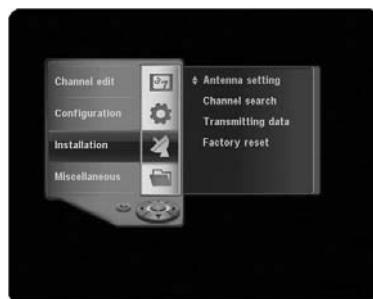 Channel edit
Configuration
Installation
Miscellaneous
Antenna setting
Channel search
Transmitting data
Factory reset